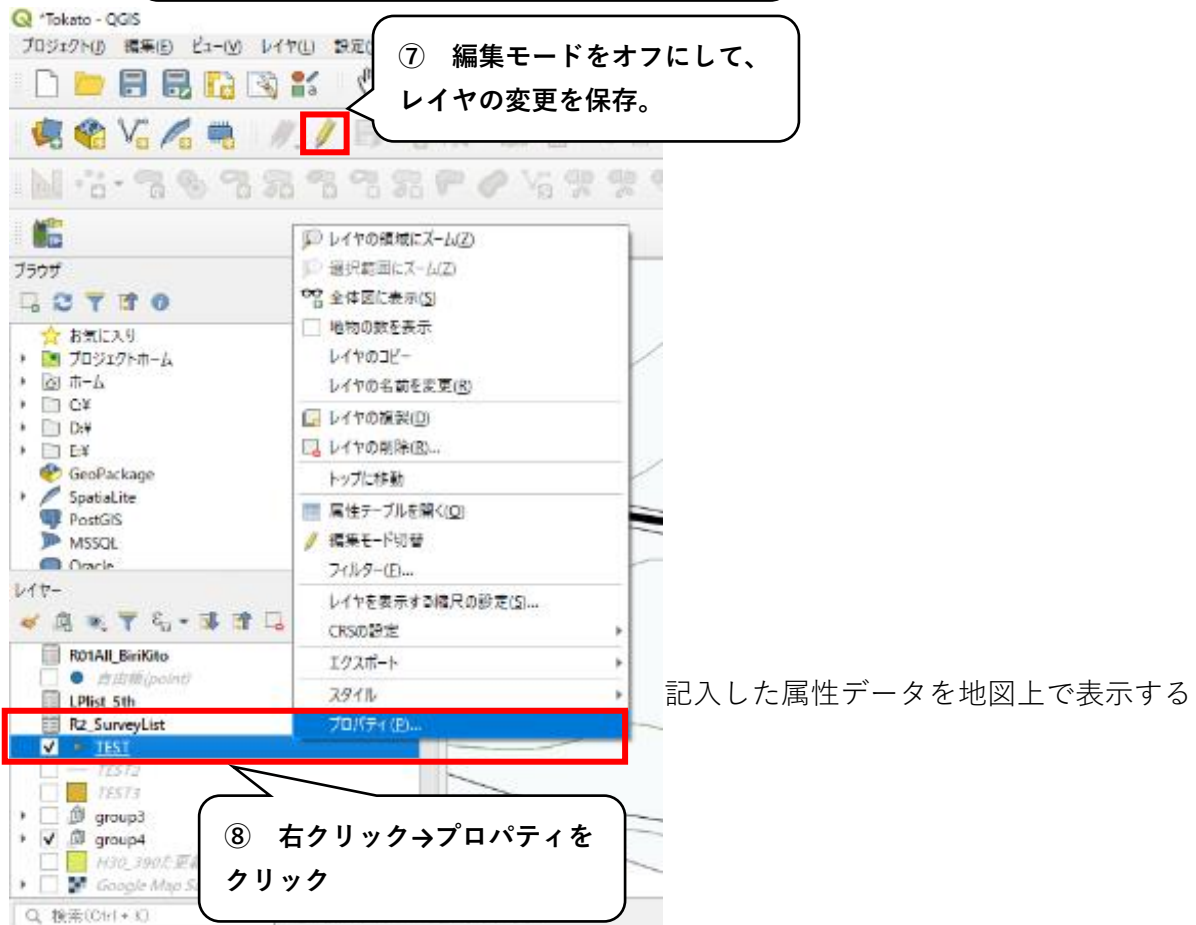 *Tokato - QGIS
プロジェクト(J) 編集(E) ビュー(V) レイヤ(L) 設定(
⑦ 編集モードをオフにして、
レイヤの変更を保存。
レイヤの領域にズーム(Z)
選択範囲にズーム(Z)
全体図に表示(S)
地物の数を表示
レイヤのコピー
レイヤの名前を変更(R)
レイヤの複製(D)
レイヤの削除(R)...
トップに移動
属性テーブルを開く(O)
編集モード切替
フィルター(F)...
レイヤを表示する縮尺の設定(S)...
CRSの設定
エクスポート
スタイル
プロパティ(P)...
ブラウザ
お気に入り
プロジェクトホーム
ホーム
C:¥
D:¥
E:¥
GeoPackage
SpatiaLite
PostGIS
MSSQL
Oracle
レイヤー
R01All_BiriKito
(point)
LPlist_5th
R2_SurveyList
TEST
TEST2
TEST3
group3
group4
Google Map S
検索(Ctrl + K)
記入した属性データを地図上で表示する
⑧ 右クリック→プロパティを
クリック